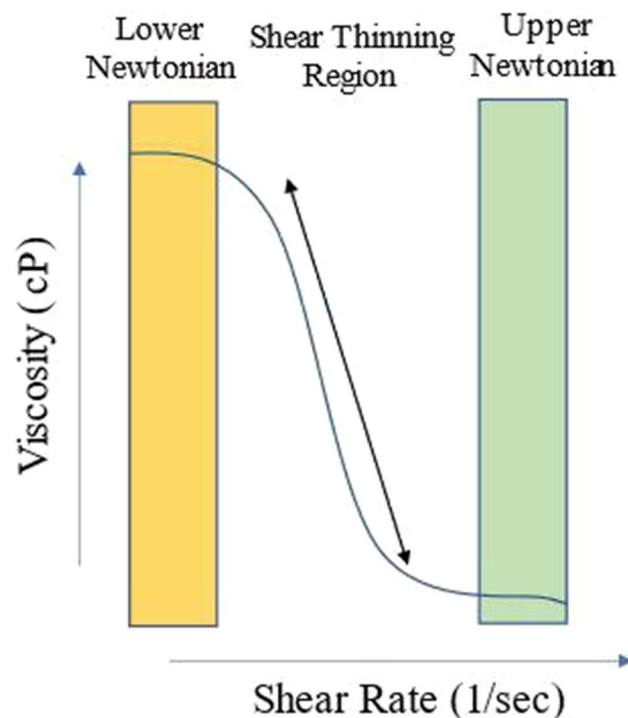 Lower
Newtonian
Shear Thinning
Region
Upper
Newtonian
Viscosity ( cP)
Shear Rate (1/sec)